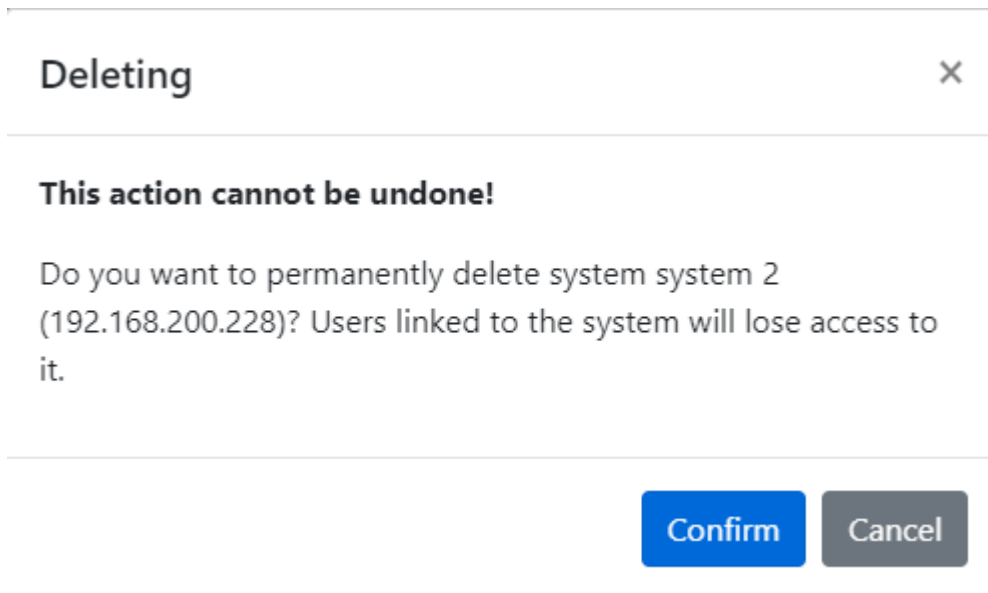 Deleting
×
This action cannot be undone!
Do you want to permanently delete system system 2
(192.168.200.228)? Users linked to the system will lose access to
it.
Confirm
Cancel